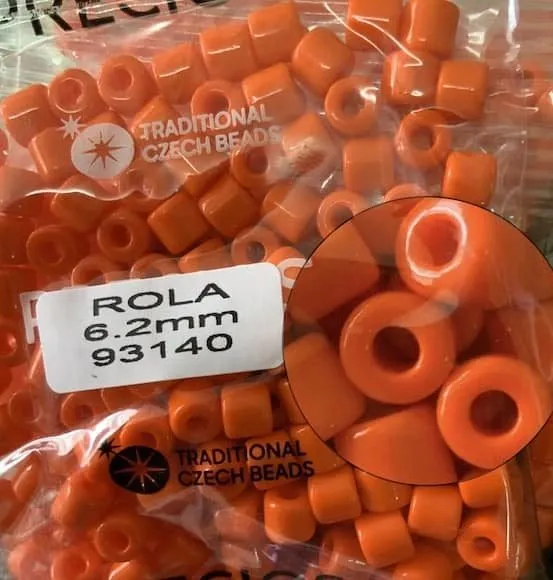 TRADITIONAL
CZECH BEADS
ROLA
6.2mm
93140
TRADITIONAL
CZECH BEADS